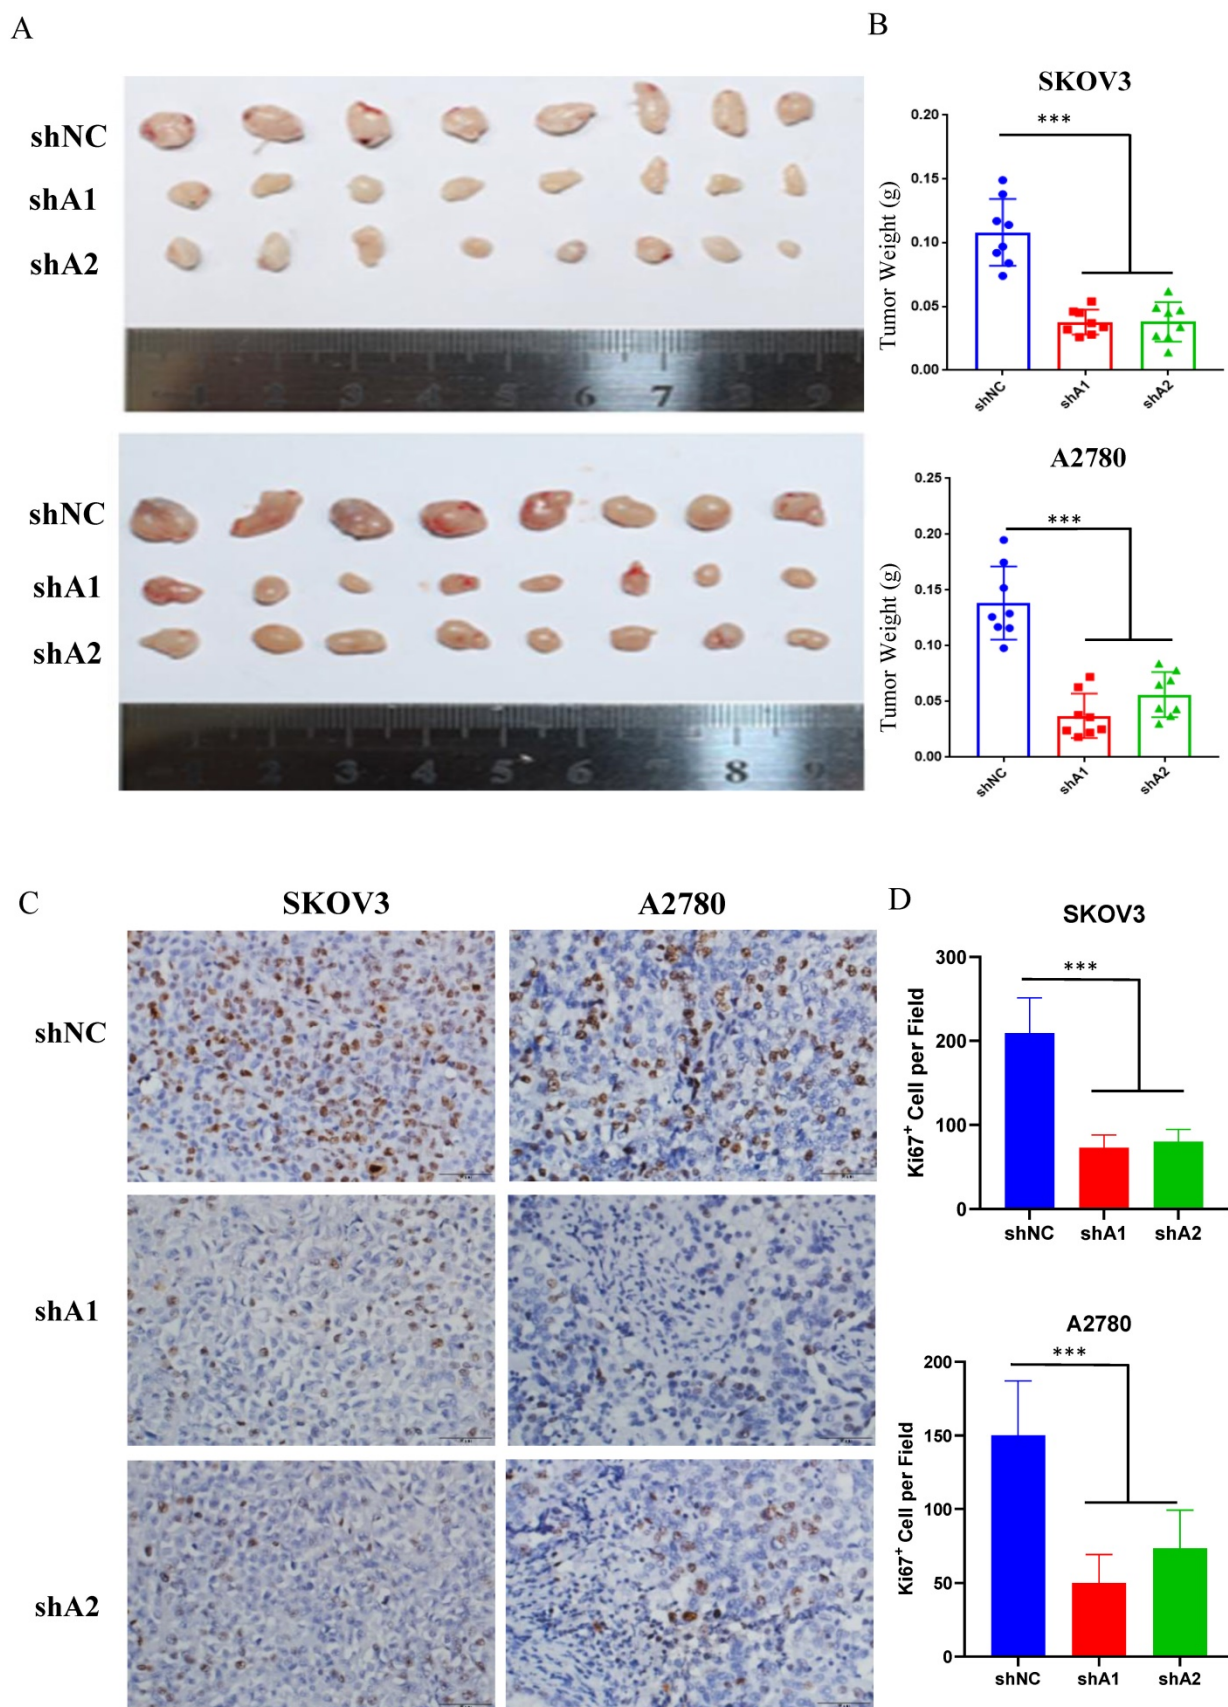 A
shNC
shA1
shA2
1 2 3 4 5 6 7 8 9
shNC
shA1
shA2
1 2 3 4 5 6 7 8 9
B
SKOV3
Tumor Weight (g)
0.20
0.15
0.10
0.05
0.00
***
shNC shA1 shA2
A2780
Tumor Weight (g)
0.25
0.20
0.15
0.10
0.05
0.00
***
shNC shA1 shA2
C
SKOV3 A2780
shNC
shA1
shA2
D
SKOV3
Ki67⁺ Cell per Field
300
200
100
0
***
shNC shA1 shA2
A2780
Ki67⁺ Cell per Field
200
150
100
50
0
***
shNC shA1 shA2